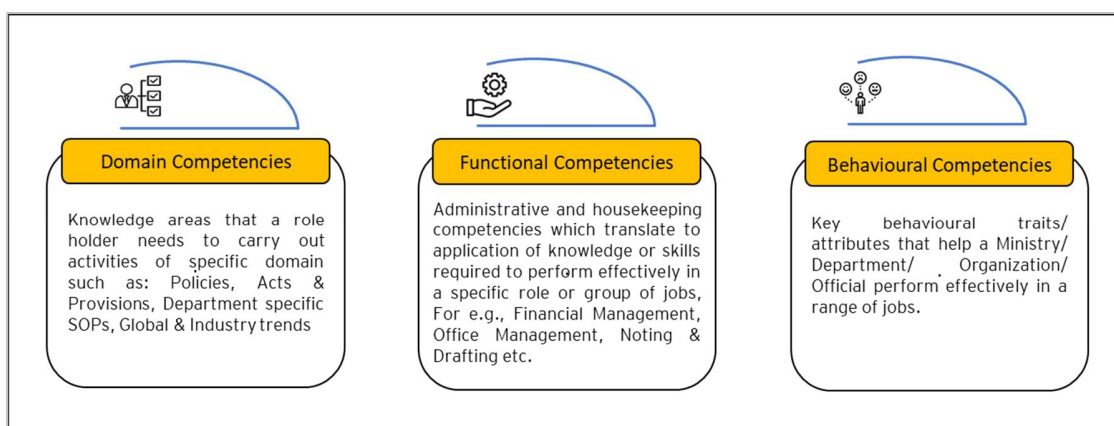 Domain Competencies
Knowledge areas that a role
holder needs to carry out
activities of specific domain
such as: Policies, Acts &
Provisions, Department specific
SOPs, Global & Industry trends
Functional Competencies
Administrative and housekeeping
competencies which translate to
application of knowledge or skills
required to perform effectively in
a specific role or group of jobs,
For e.g., Financial Management,
Office Management, Noting &
Drafting etc.
Behavioural Competencies
Key behavioural traits/
attributes that help a Ministry/
Department/ . Organization/
Official perform effectively in a
range of jobs.